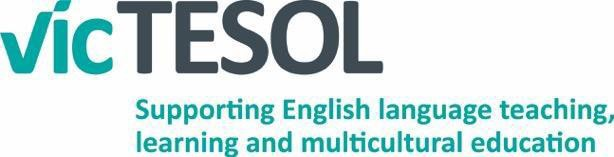 vicTESOL
Supporting English language teaching,
learning and multicultural education